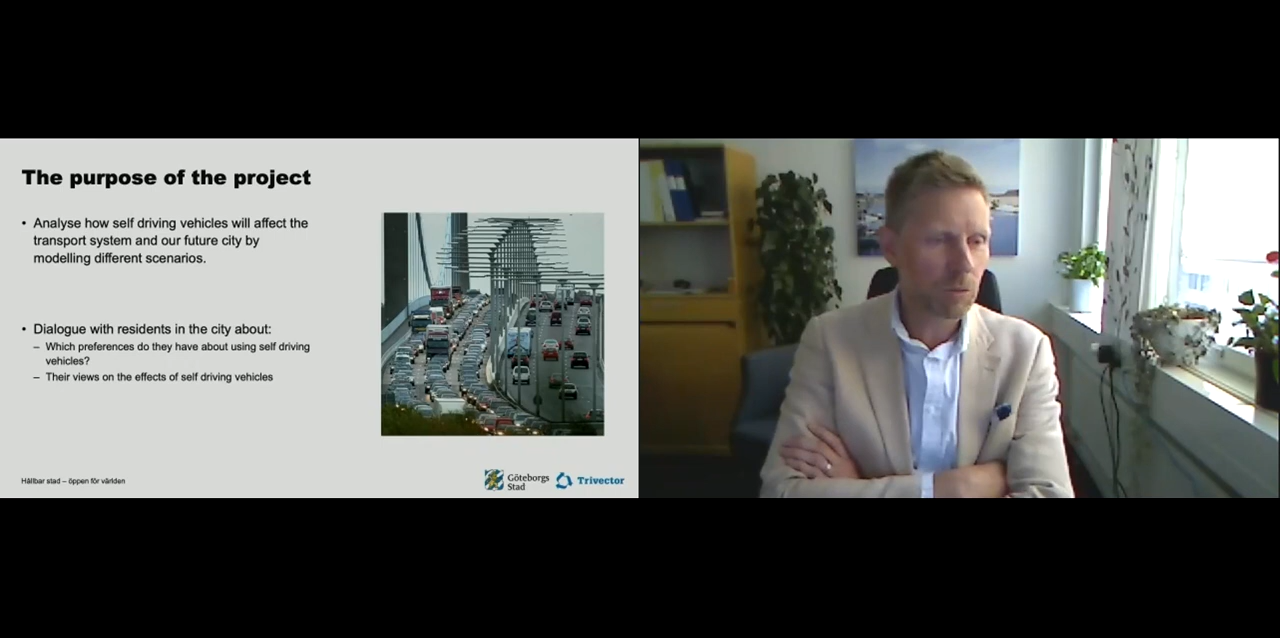 The purpose of the project
• Analyse how self driving vehicles will affect the
transport system and our future city by
modelling different scenarios.
• Dialogue with residents in the city about:
– Which preferences do they have about using self driving
vehicles?
– Their views on the effects of self driving vehicles
Hållbar stad – öppen för världen
Göteborgs
Stad
Trivector